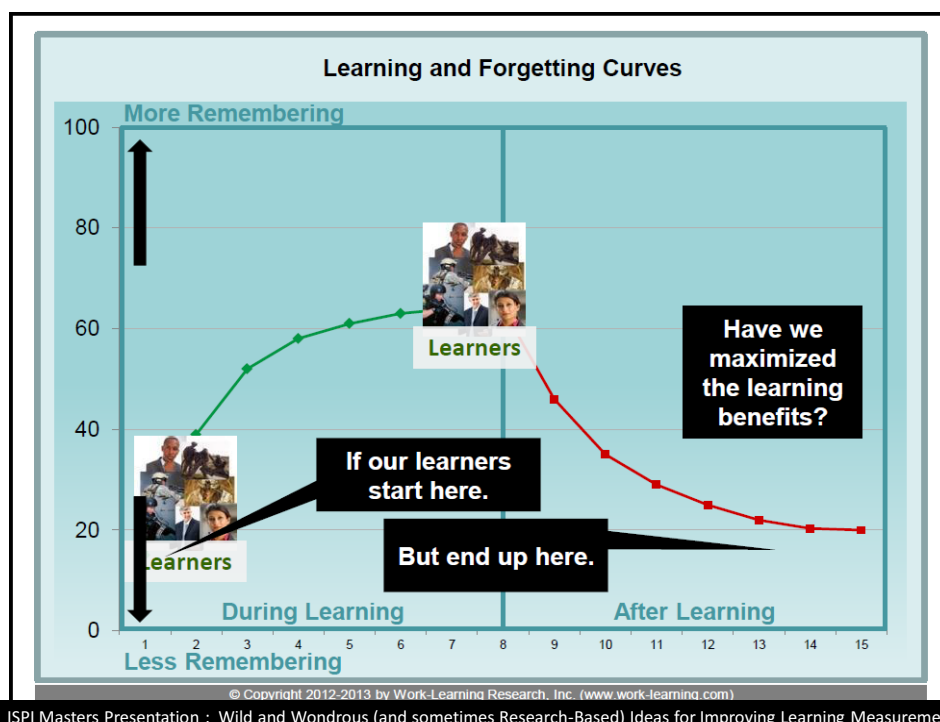 Learning and Forgetting Curves
More Remembering
100
80
60
40
20
0
Learners
Learners
If our learners
start here.
But end up here.
Have we
maximized
the learning
benefits?
During Learning
After Learning
1 2 3 4 5 6 7 8 9 10 11 12 13 14 15
Less Remembering
© Copyright 2012-2013 by Work-Learning Research, Inc. (www.work-learning.com)
ISPI Masters Presentation : Wild and Wondrous (and sometimes Research-Based) Ideas for Improving Learning